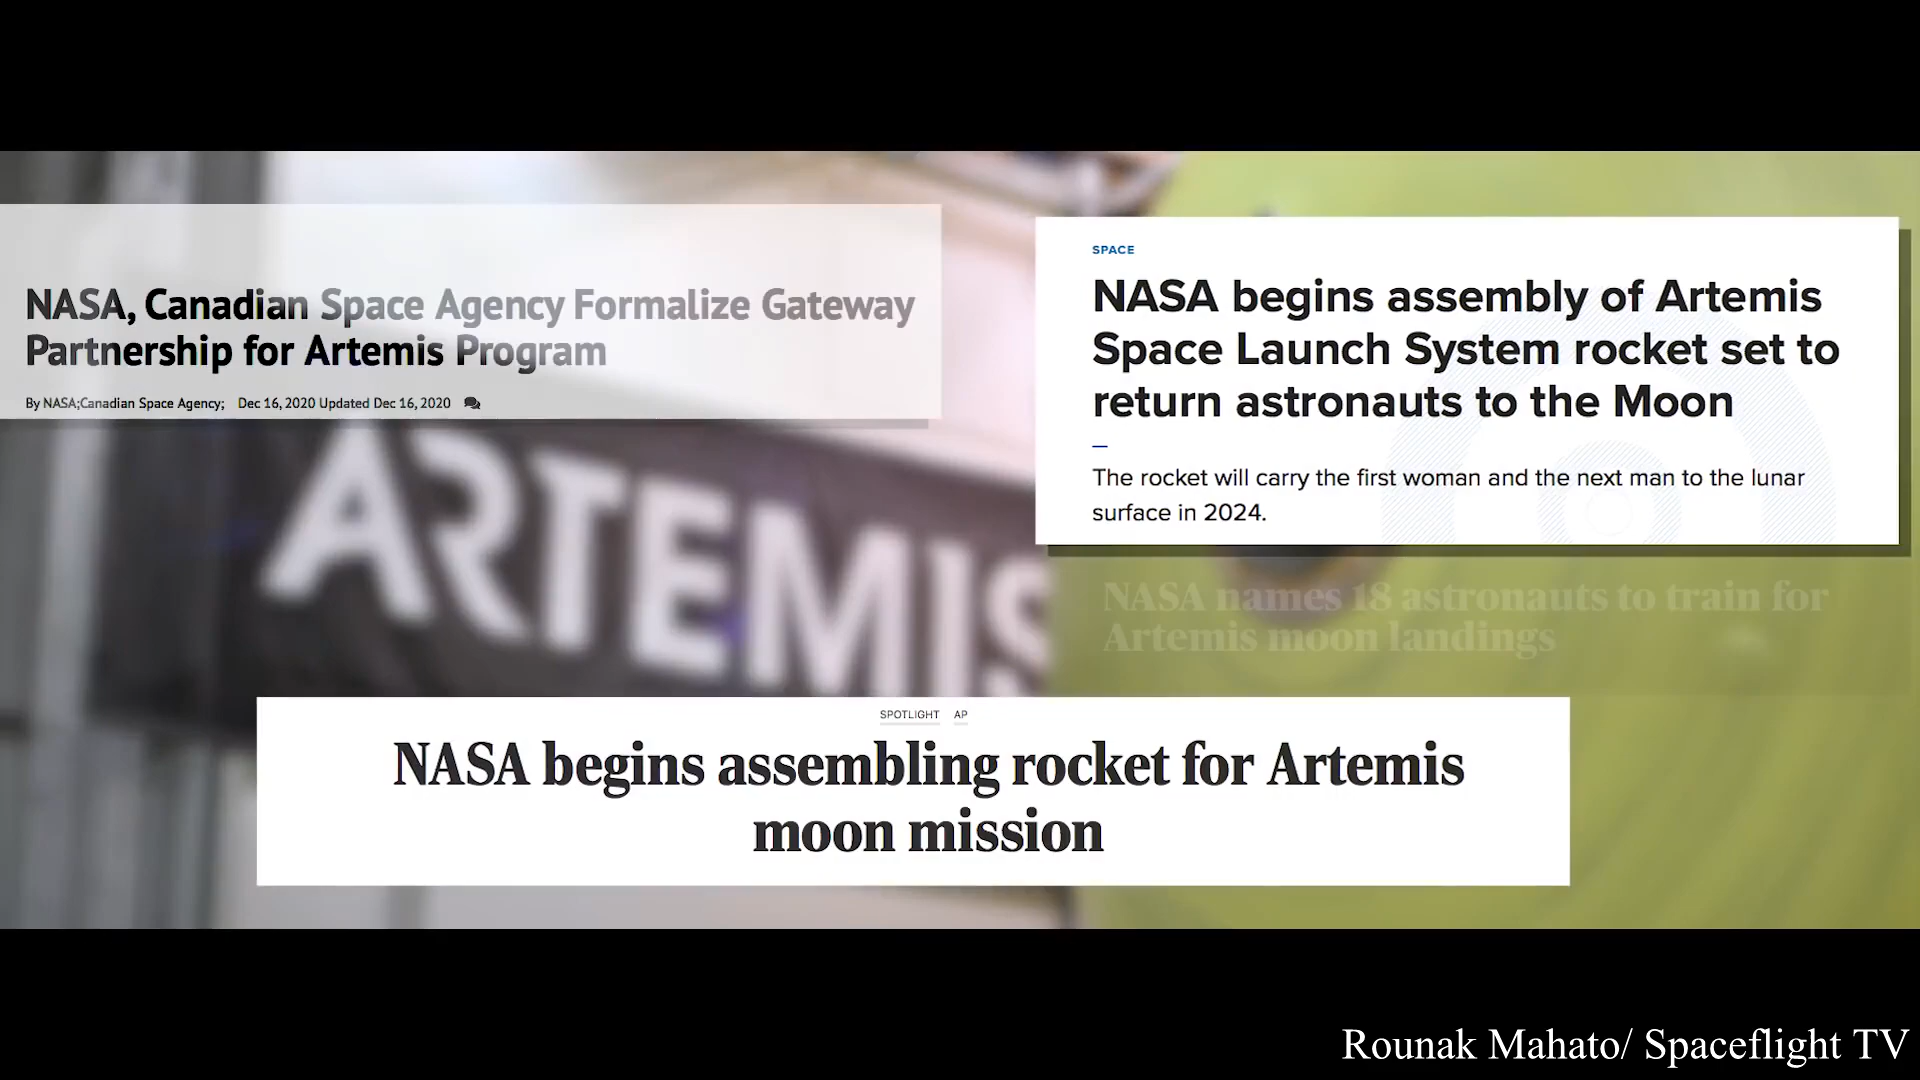 NASA, Canadian Space Agency Formalize Gateway
Partnership for Artemis Program
By NASA;Canadian Space Agency; Dec 16, 2020 Updated Dec 16, 2020
SPACE
NASA begins assembly of Artemis
Space Launch System rocket set to
return astronauts to the Moon
The rocket will carry the first woman and the next man to the lunar
surface in 2024.
ARTEMIS
NASA names 18 astronauts to train for
Artemis moon landings
SPOTLIGHT AP
NASA begins assembling rocket for Artemis
moon mission
Rounak Mahato/ Spaceflight TV